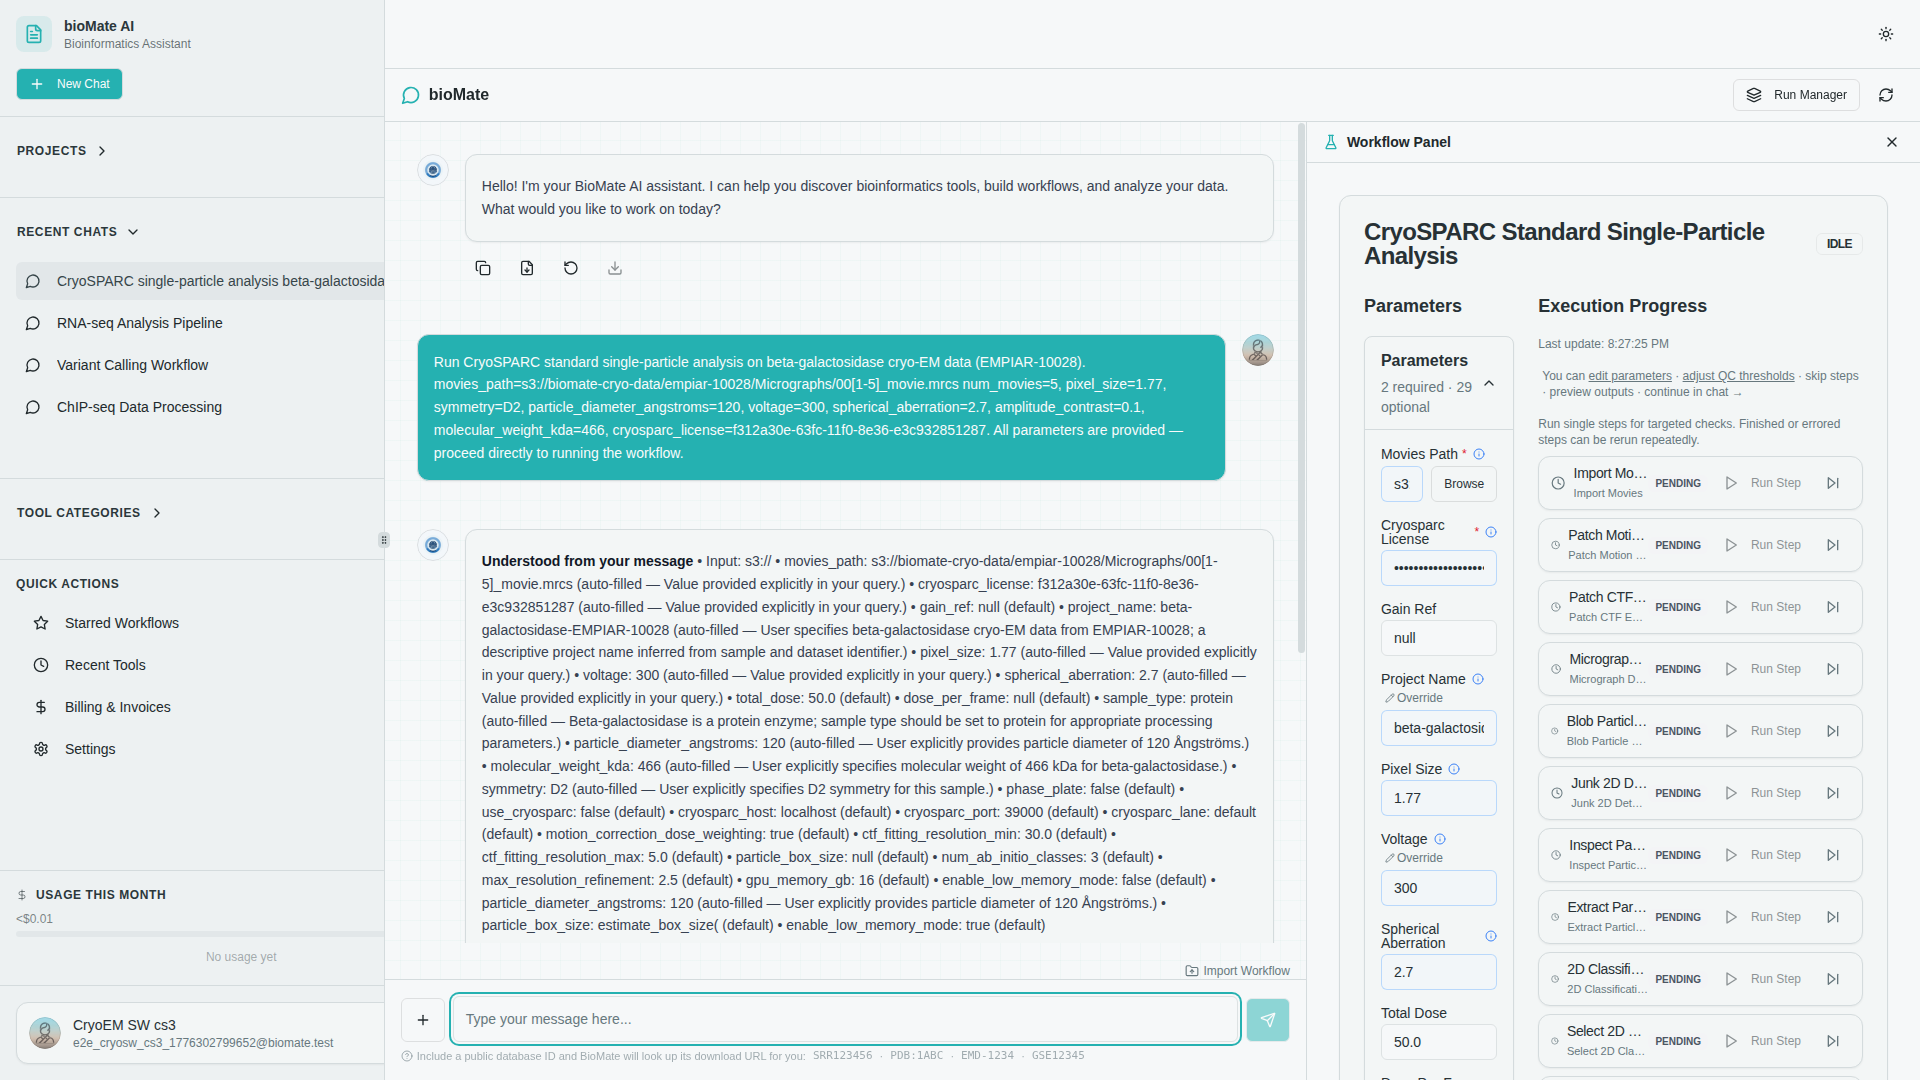 bioMate AI
Bioinformatics Assistant
New Chat
PROJECTS
RECENT CHATS
CryoSPARC single-particle analysis beta-galactosida
RNA-seq Analysis Pipeline
Variant Calling Workflow
ChIP-seq Data Processing
TOOL CATEGORIES
QUICK ACTIONS
Starred Workflows
Recent Tools
Billing & Invoices
Settings
USAGE THIS MONTH
<$0.01
No usage yet
CryoEM SW cs3
e2e_cryosw_cs3_1776302799652@biomate.test
bioMate
Run Manager
Hello! I'm your BioMate AI assistant. I can help you discover bioinformatics tools, build workflows, and analyze your data.
What would you like to work on today?
Run CryoSPARC standard single-particle analysis on beta-galactosidase cryo-EM data (EMPIAR-10028).
movies_path=s3://biomate-cryo-data/empiar-10028/Micrographs/00[1-5]_movie.mrcs num_movies=5, pixel_size=1.77,
symmetry=D2, particle_diameter_angstroms=120, voltage=300, spherical_aberration=2.7, amplitude_contrast=0.1,
molecular_weight_kda=466, cryosparc_license=f312a30e-63fc-11f0-8e36-e3c932851287. All parameters are provided —
proceed directly to running the workflow.
Understood from your message • Input: s3:// • movies_path: s3://biomate-cryo-data/empiar-10028/Micrographs/00[1-
5]_movie.mrcs (auto-filled — Value provided explicitly in your query.) • cryosparc_license: f312a30e-63fc-11f0-8e36-
e3c932851287 (auto-filled — Value provided explicitly in your query.) • gain_ref: null (default) • project_name: beta-
galactosidase-EMPIAR-10028 (auto-filled — User specifies beta-galactosidase cryo-EM data from EMPIAR-10028; a
descriptive project name inferred from sample and dataset identifier.) • pixel_size: 1.77 (auto-filled — Value provided explicitly
in your query.) • voltage: 300 (auto-filled — Value provided explicitly in your query.) • spherical_aberration: 2.7 (auto-filled —
Value provided explicitly in your query.) • total_dose: 50.0 (default) • dose_per_frame: null (default) • sample_type: protein
(auto-filled — Beta-galactosidase is a protein enzyme; sample type should be set to protein for appropriate processing
parameters.) • particle_diameter_angstroms: 120 (auto-filled — User explicitly provides particle diameter of 120 Ångströms.)
• molecular_weight_kda: 466 (auto-filled — User explicitly specifies molecular weight of 466 kDa for beta-galactosidase.) •
symmetry: D2 (auto-filled — User explicitly specifies D2 symmetry for this sample.) • phase_plate: false (default) •
use_cryosparc: false (default) • cryosparc_host: localhost (default) • cryosparc_port: 39000 (default) • cryosparc_lane: default
(default) • motion_correction_dose_weighting: true (default) • ctf_fitting_resolution_min: 30.0 (default) •
ctf_fitting_resolution_max: 5.0 (default) • particle_box_size: null (default) • num_ab_initio_classes: 3 (default) •
max_resolution_refinement: 2.5 (default) • gpu_memory_gb: 16 (default) • enable_low_memory_mode: false (default) •
particle_diameter_angstroms: 120 (auto-filled — User explicitly provides particle diameter of 120 Ångströms.) •
particle_box_size: estimate_box_size( (default) • enable_low_memory_mode: true (default)
Import Workflow
Type your message here...
Include a public database ID and BioMate will look up its download URL for you: SRR123456 · PDB:1ABC · EMD-1234 · GSE12345
Workflow Panel
CryoSPARC Standard Single-Particle
Analysis
IDLE
Parameters
Parameters
2 required · 29
optional
Movies Path *
s3
Browse
Cryosparc
License *
••••••••••••••••••
Gain Ref
null
Project Name
Override
beta-galactosic
Pixel Size
1.77
Voltage
Override
300
Spherical
Aberration
2.7
Total Dose
50.0
Execution Progress
Last update: 8:27:25 PM
You can edit parameters · adjust QC thresholds · skip steps
· preview outputs · continue in chat →
Run single steps for targeted checks. Finished or errored
steps can be rerun repeatedly.
Import Mo…
Import Movies
PENDING
Run Step
Patch Moti…
Patch Motion …
PENDING
Run Step
Patch CTF…
Patch CTF E…
PENDING
Run Step
Micrograp…
Micrograph D…
PENDING
Run Step
Blob Particl…
Blob Particle …
PENDING
Run Step
Junk 2D D…
Junk 2D Det…
PENDING
Run Step
Inspect Pa…
Inspect Partic…
PENDING
Run Step
Extract Par…
Extract Particl…
PENDING
Run Step
2D Classifi…
2D Classificati…
PENDING
Run Step
Select 2D …
Select 2D Cla…
PENDING
Run Step